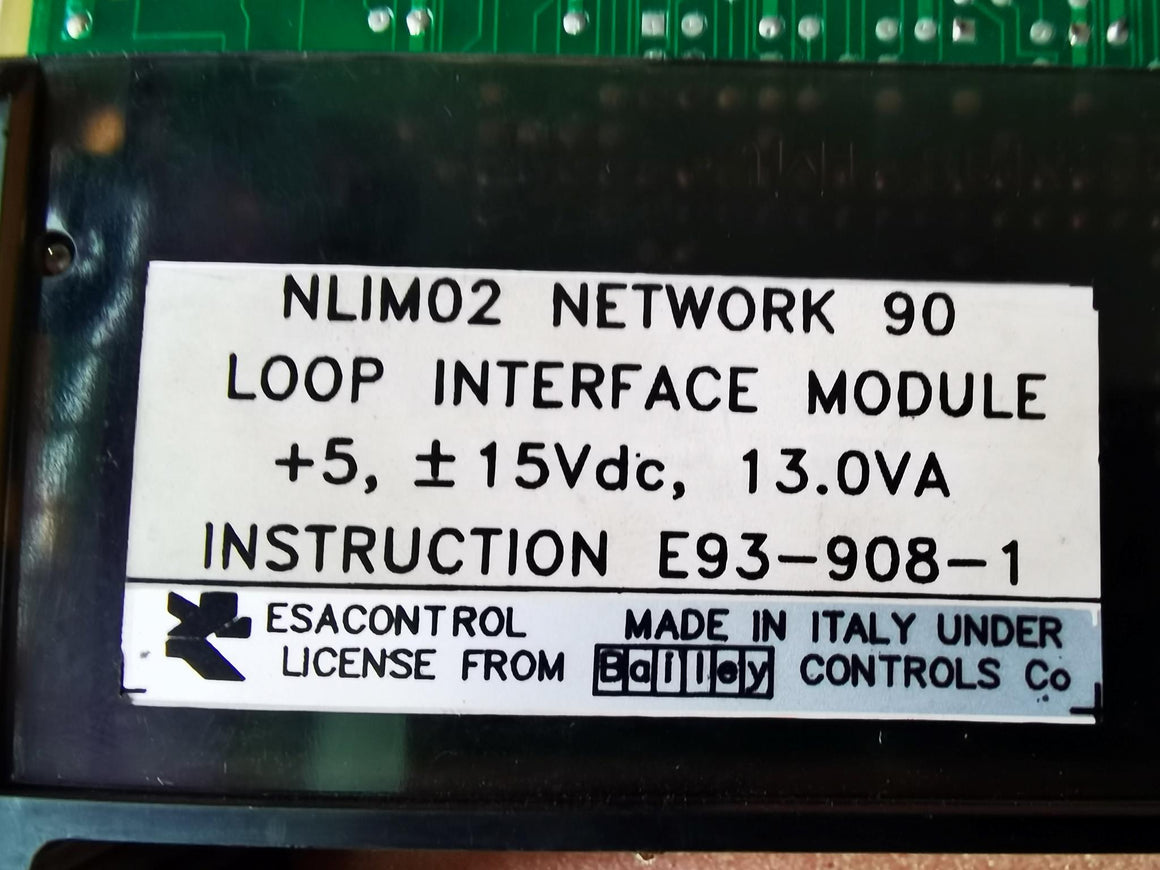 NLIM02 NETWORK 90
LOOP INTERFACE MODULE
+5, ±15Vdc, 13.0VA
INSTRUCTION E93-908-1
ESACONTROL MADE IN ITALY UNDER
LICENSE FROM Bailey CONTROLS Co